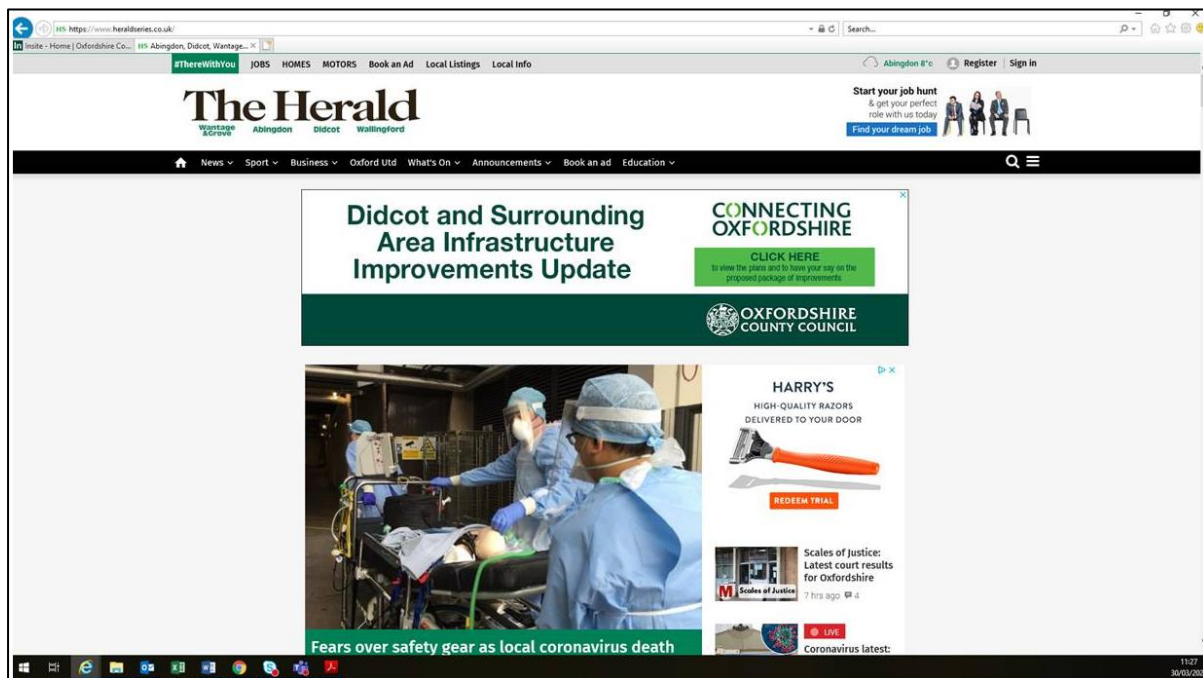 HS https://www.heraldseries.co.uk/
Search...
In Insite - Home | Oxfordshire Co...
HS Abingdon, Didcot, Wantage...
#ThereWithYou JOBS HOMES MOTORS Book an Ad Local Listings Local Info
Abingdon 8°c Register Sign in
The Herald
Wantage & Grove Abingdon Didcot Wallingford
Start your job hunt
& get your perfect
role with us today
Find your dream job
News Sport Business Oxford Utd What's On Announcements Book an ad Education
Didcot and Surrounding
Area Infrastructure
Improvements Update
CONNECTING
OXFORDSHIRE
CLICK HERE
to view the plans and to have your say on the
proposed package of improvements
OXFORDSHIRE
COUNTY COUNCIL
HARRY'S
HIGH-QUALITY RAZORS
DELIVERED TO YOUR DOOR
REDEEM TRIAL
Scales of Justice
Scales of Justice:
Latest court results
for Oxfordshire
7 hrs ago 4
LIVE
Coronavirus latest:
Fears over safety gear as local coronavirus death
11:27
30/03/202